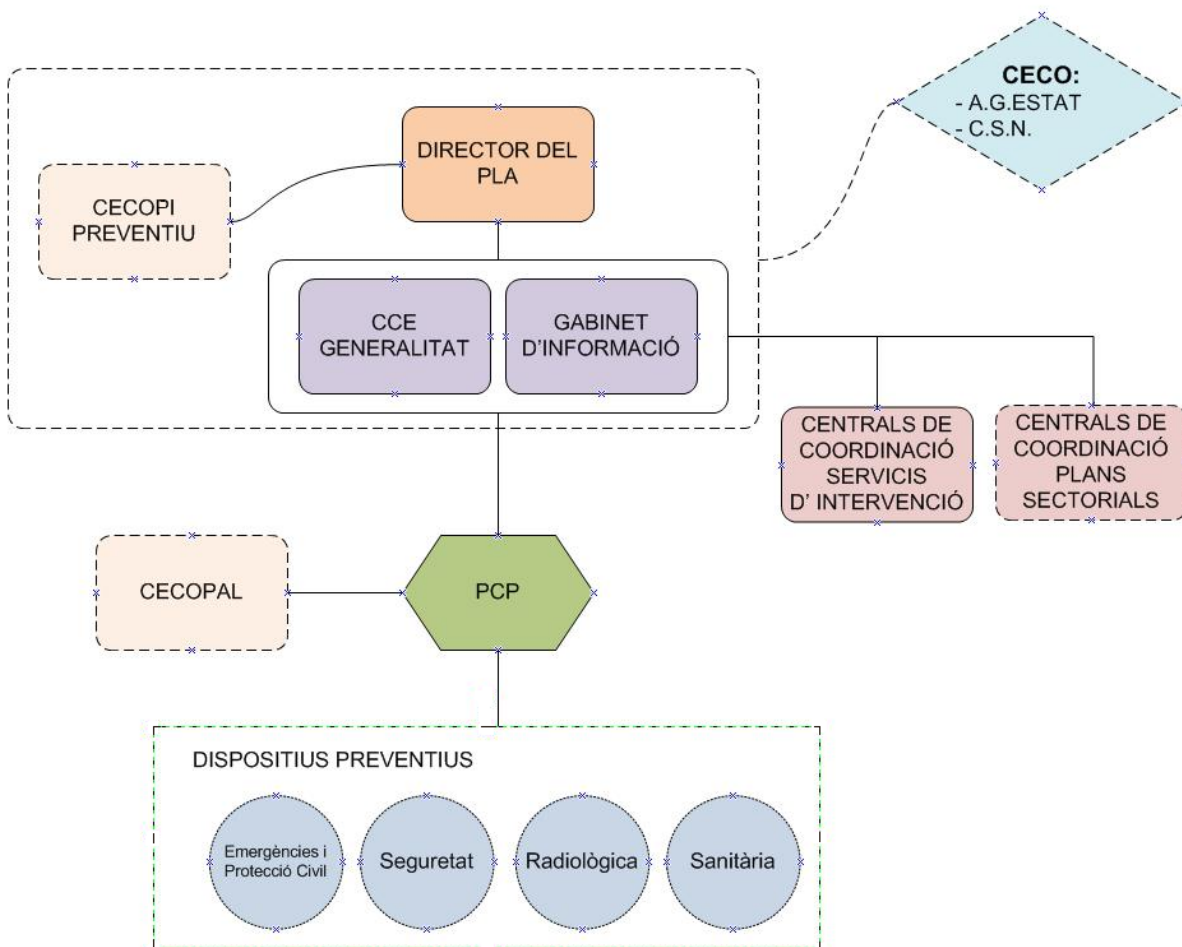 CECO:
- A.G.ESTAT
- C.S.N.
DIRECTOR DEL
PLA
CECOPI
PREVENTIU
CCE
GENERALITAT
GABINET
D'INFORMACIÓ
CENTRALS DE
COORDINACIÓ
SERVICIS
D' INTERVENCIÓ
CENTRALS DE
COORDINACIÓ
PLANS
SECTORIALS
CECOPAL
PCP
DISPOSITIUS PREVENTIUS
Emergències i
Protecció Civil
Seguretat
Radiològica
Sanitària